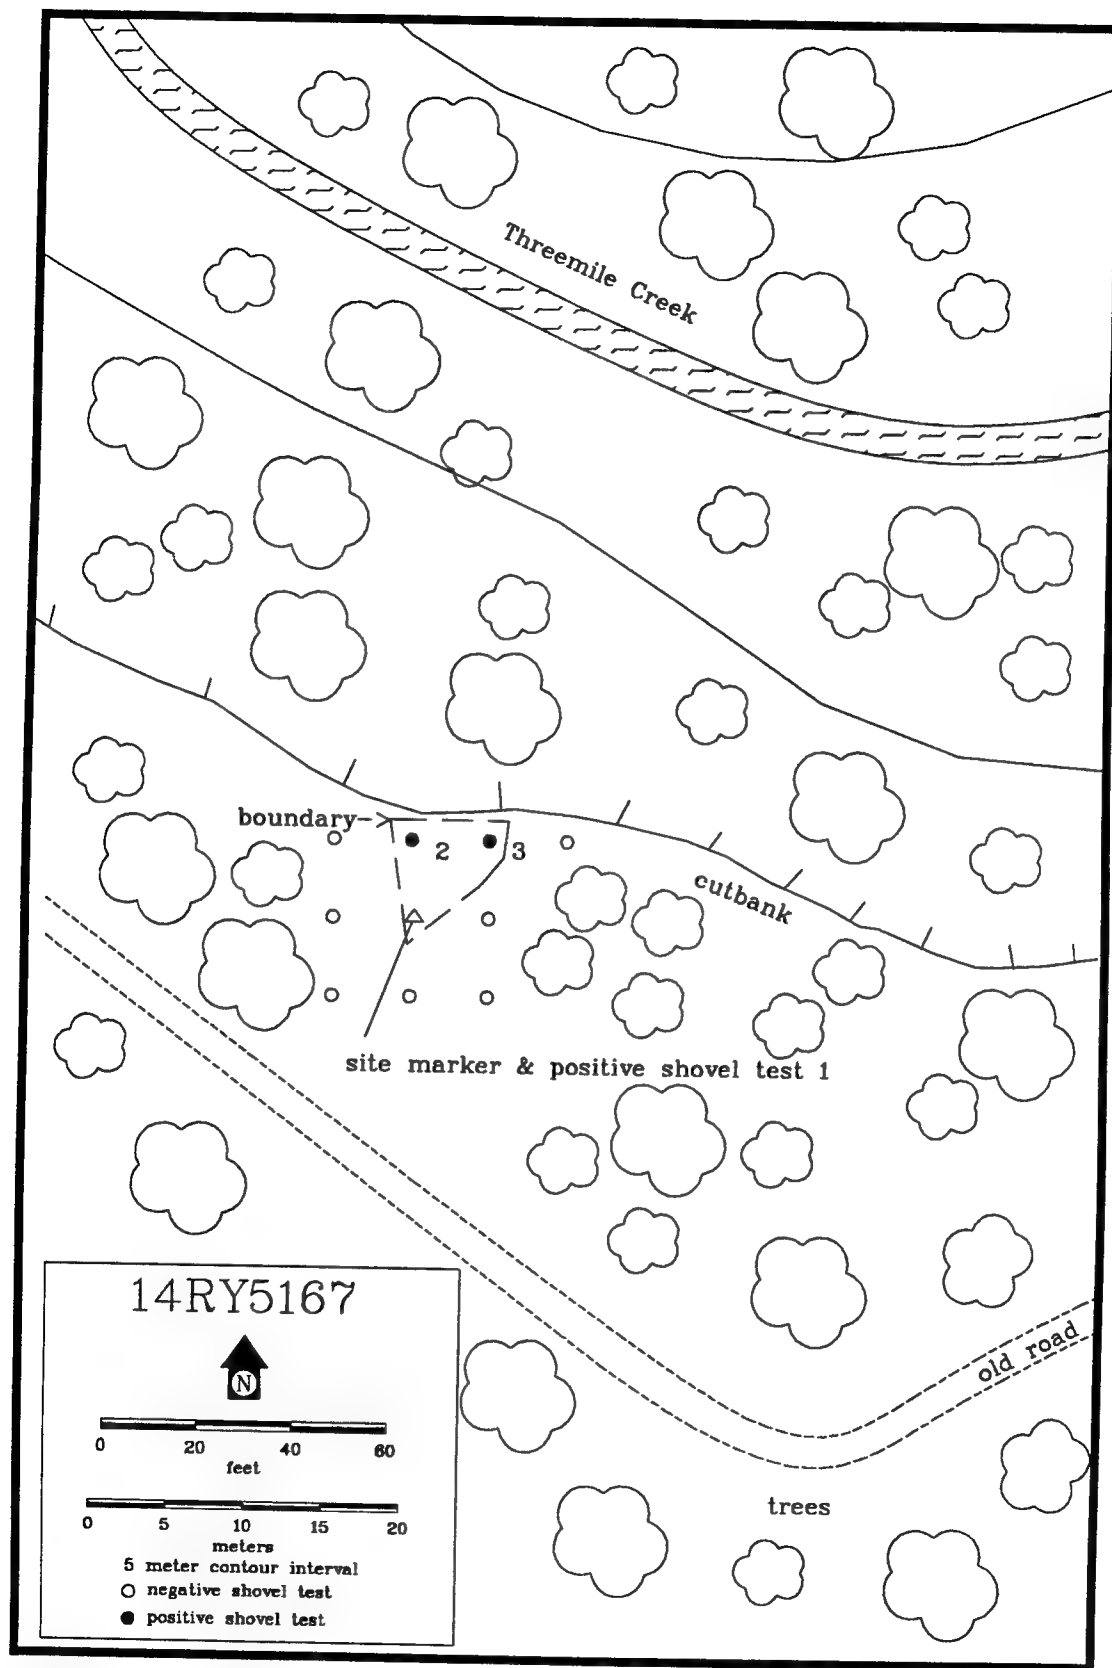 Threemile Creek
boundary
2
3
cutbank
site marker & positive shovel test 1
old road
trees
14RY5167
N
0 20 40 60
feet
0 5 10 15 20
meters
5 meter contour interval
negative shovel test
positive shovel test